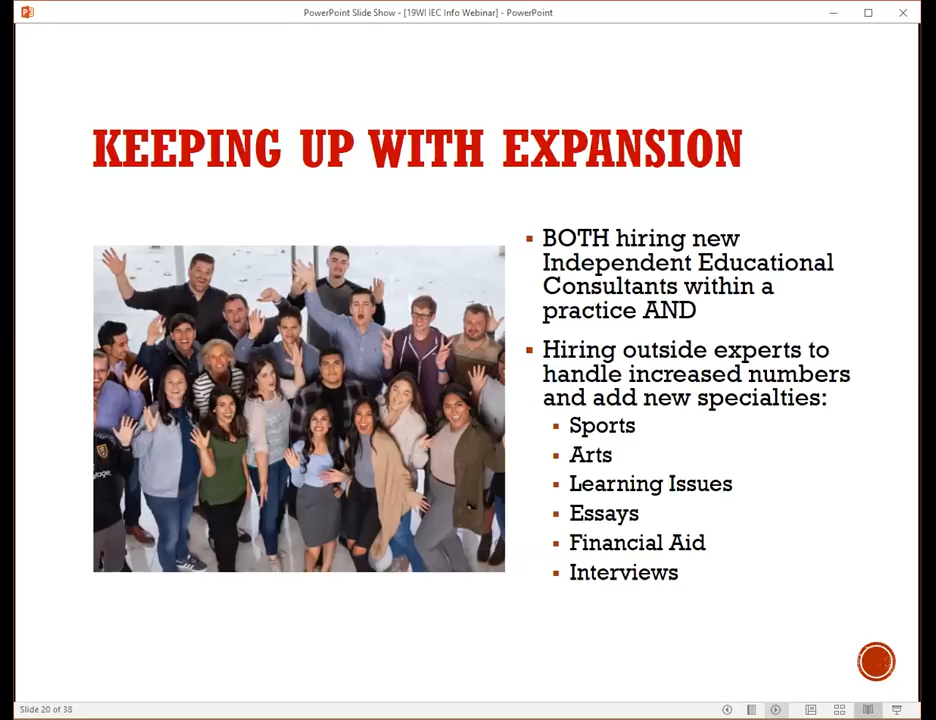 PowerPoint Slide Show - [19WI IEC Info Webinar] - PowerPoint
KEEPING UP WITH EXPANSION
BOTH hiring new
Independent Educational
Consultants within a
practice AND
Hiring outside experts to
handle increased numbers
and add new specialties:
Sports
Arts
Learning Issues
Essays
Financial Aid
Interviews
Slide 20 of 38